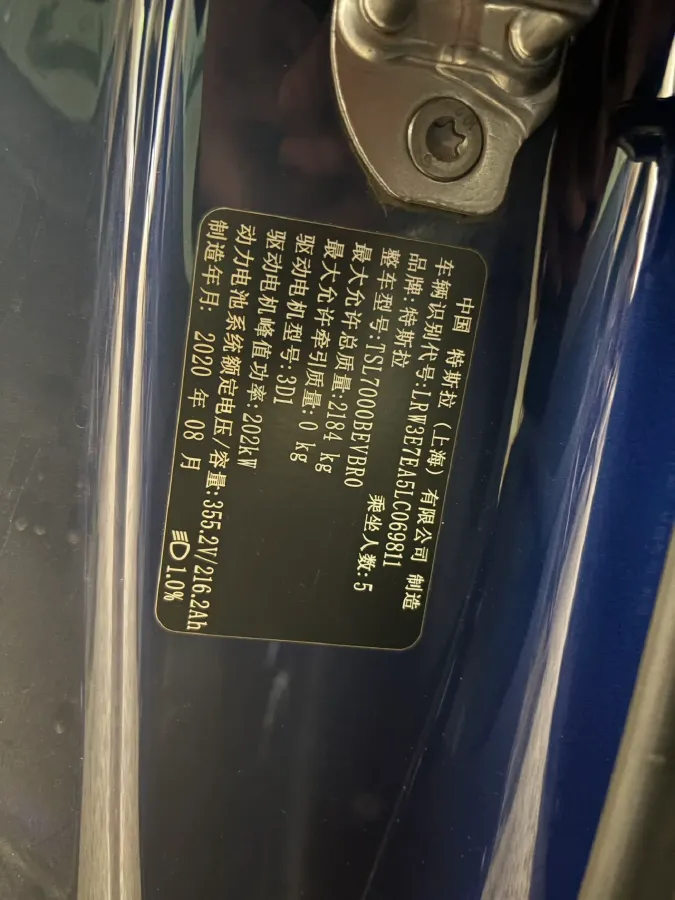 中国 特斯拉（上海）有限公司 制造
车辆识别代号:LRW3E7EA5LC069811
品牌:特斯拉 乘坐人数:5
整车型号:TSL7000BEVBR0
最大允许总质量:2184 kg
最大允许牵引质量:0 kg
驱动电机型号:3D1
驱动电机峰值功率:202kW
动力电池系统额定电压/容量:355.2V/216.2Ah
制造年月: 2020 年 08 月 1.0%